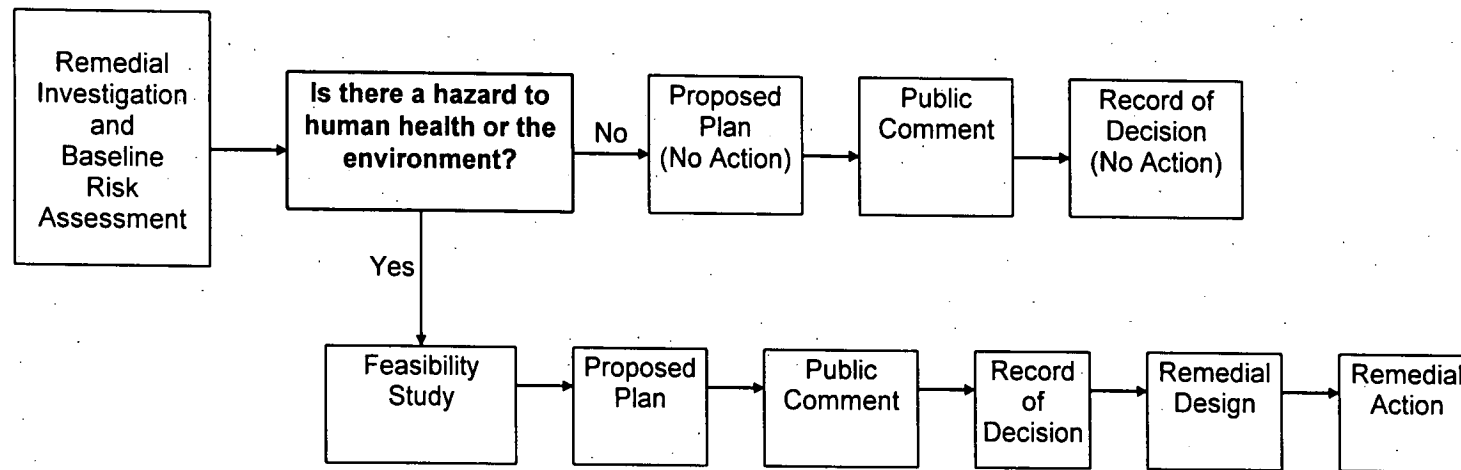 Remedial
Investigation
and
Baseline
Risk
Assessment
Is there a hazard to
human health or the
environment?
No
Proposed
Plan
(No Action)
Public
Comment
Record of
Decision
(No Action)
Yes
Feasibility
Study
Proposed
Plan
Public
Comment
Record
of
Decision
Remedial
Design
Remedial
Action